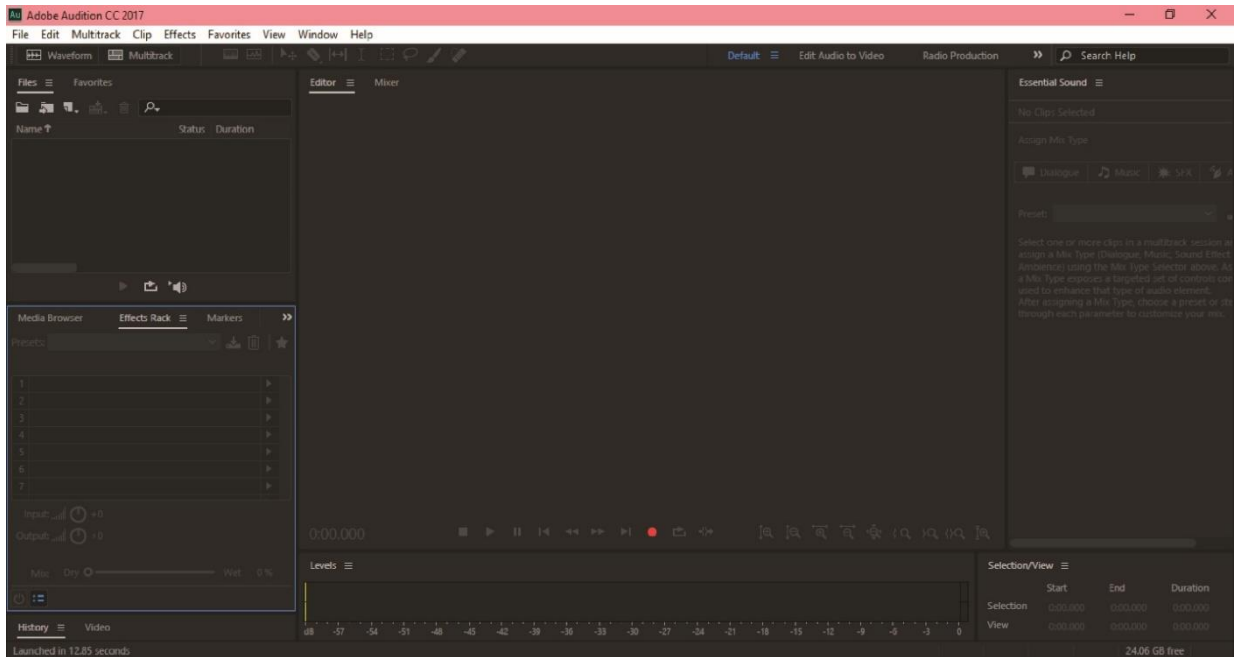 Au Adobe Audition CC 2017
File Edit Multitrack Clip Effects Favorites View Window Help
Waveform Multitrack Default Edit Audio to Video Radio Production Search Help
Files Favorites
Name Status Duration
Media Browser Effects Rack Markers
Presets:
1
2
3
4
5
6
7
Input: +0
Output: +0
Mix: Dry Wet 0 %
History Video
Editor Mixer
0:00.000
Levels
dB -57 -54 -51 -48 -45 -42 -39 -36 -33 -30 -27 -24 -21 -18 -15 -12 -9 -6 -3 0
Essential Sound
No Clips Selected
Assign Mix Type
Dialogue Music SFX A
Preset:
Select one or more clips in a multitrack session an
assign a Mix Type (Dialogue, Music, Sound Effect
Ambience) using the Mix Type Selector above. As
a Mix Type exposes a targeted set of controls cor
used to enhance that type of audio element.
After assigning a Mix Type, choose a preset or ite
through each parameter to customize your mix.
Selection/View
Start End Duration
Selection 0:00.000 0:00.000 0:00.000
View 0:00.000 0:00.000 0:00.000
Launched in 12.85 seconds 24.06 GB free